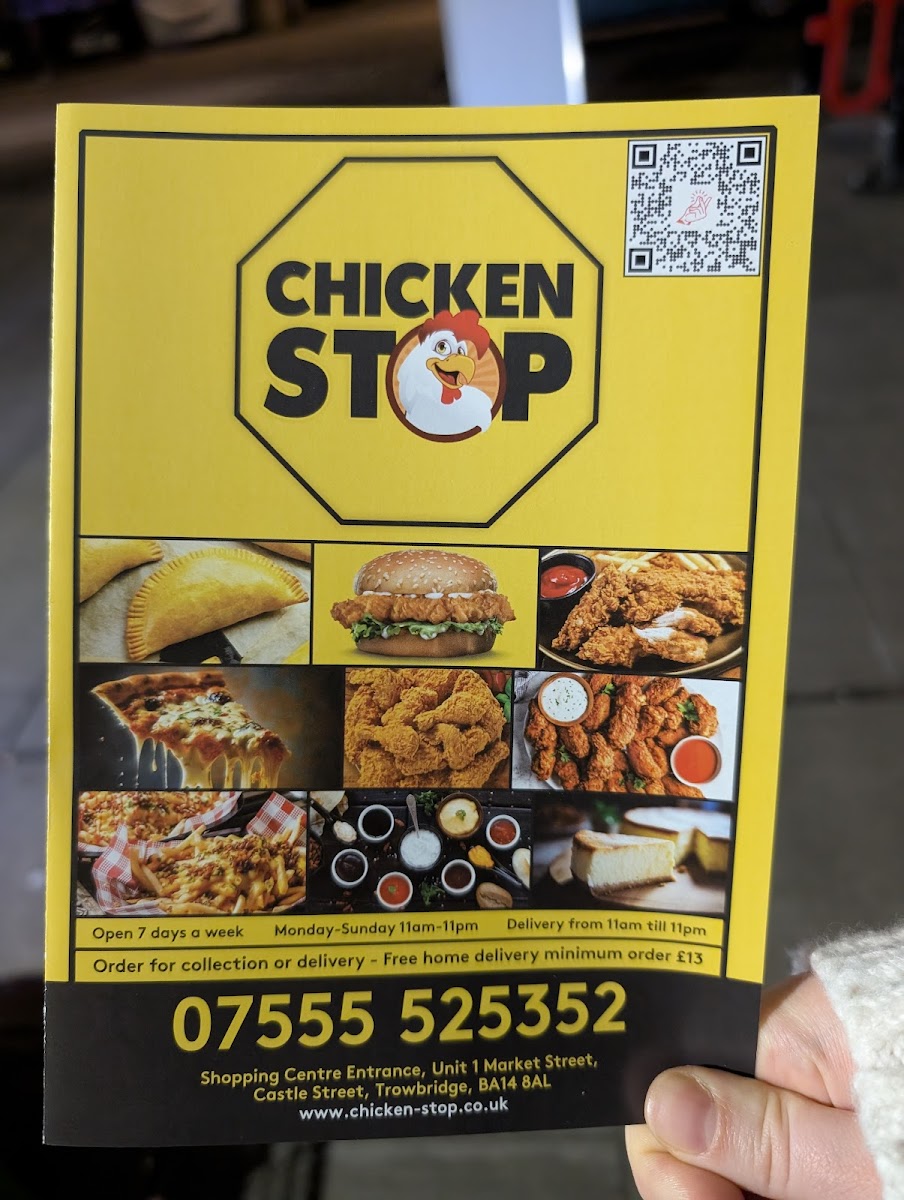 CHICKEN
STOP
Open 7 days a week Monday-Sunday 11am-11pm Delivery from 11am till 11pm
Order for collection or delivery - Free home delivery minimum order £13
07555 525352
Shopping Centre Entrance, Unit 1 Market Street,
Castle Street, Trowbridge, BA14 8AL
www.chicken-stop.co.uk